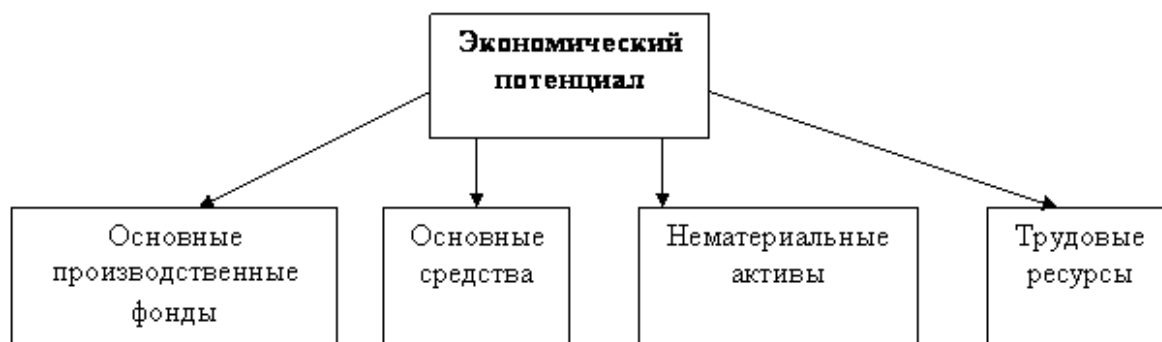 Экономический
потенциал
Основные
производственные
фонды
Основные
средства
Нематериальные
активы
Трудовые
ресурсы